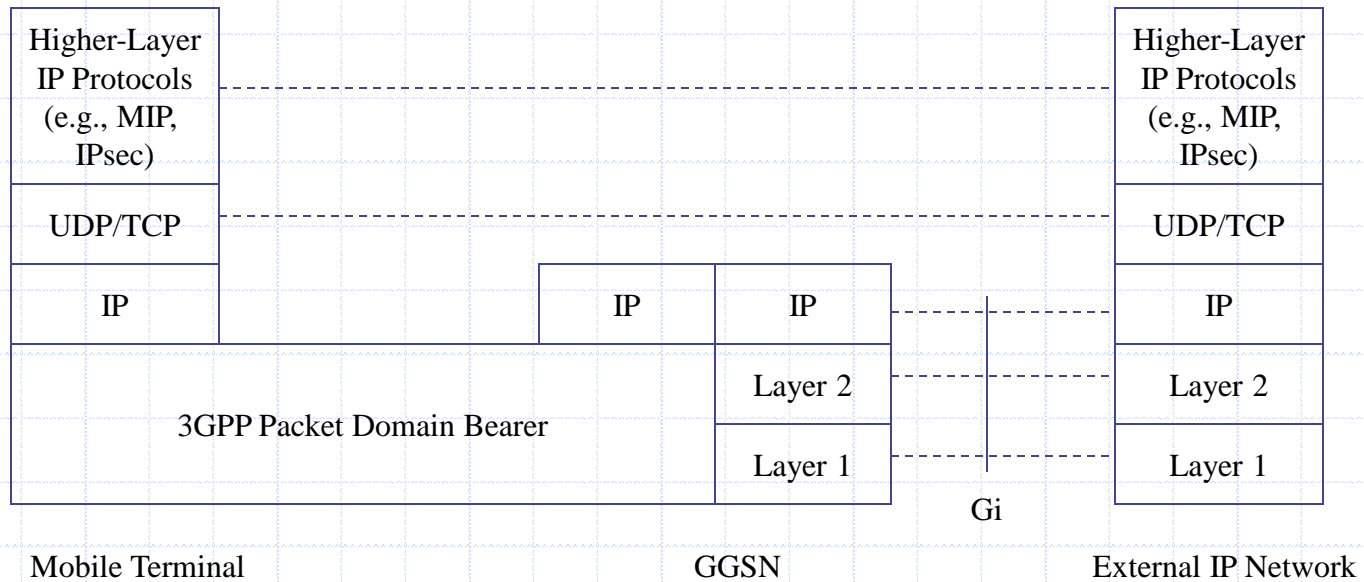 Higher-Layer
IP Protocols
(e.g., MIP,
IPsec)
UDP/TCP
IP
3GPP Packet Domain Bearer
IP
IP
Layer 2
Layer 1
Gi
Higher-Layer
IP Protocols
(e.g., MIP,
IPsec)
UDP/TCP
IP
Layer 2
Layer 1
Mobile Terminal
GGSN
External IP Network